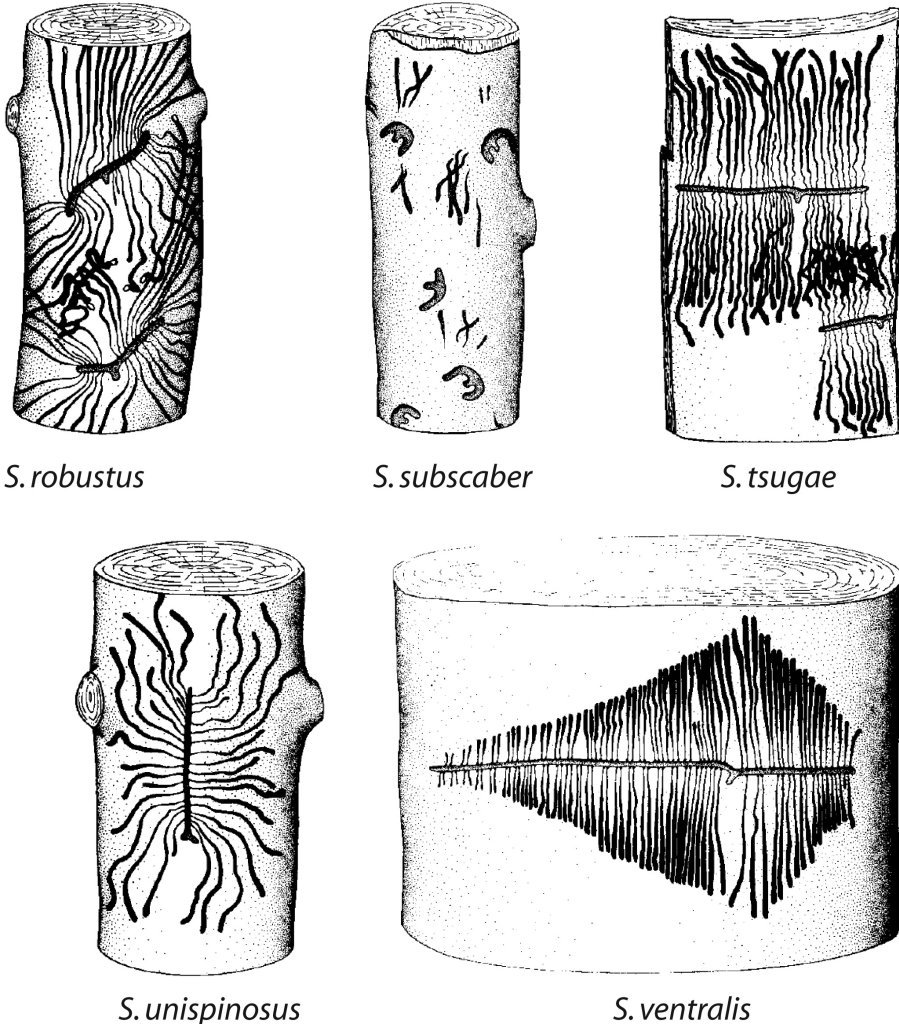 S. robustus
S. subscaber
S. tsugae
S. unispinosus
S. ventralis